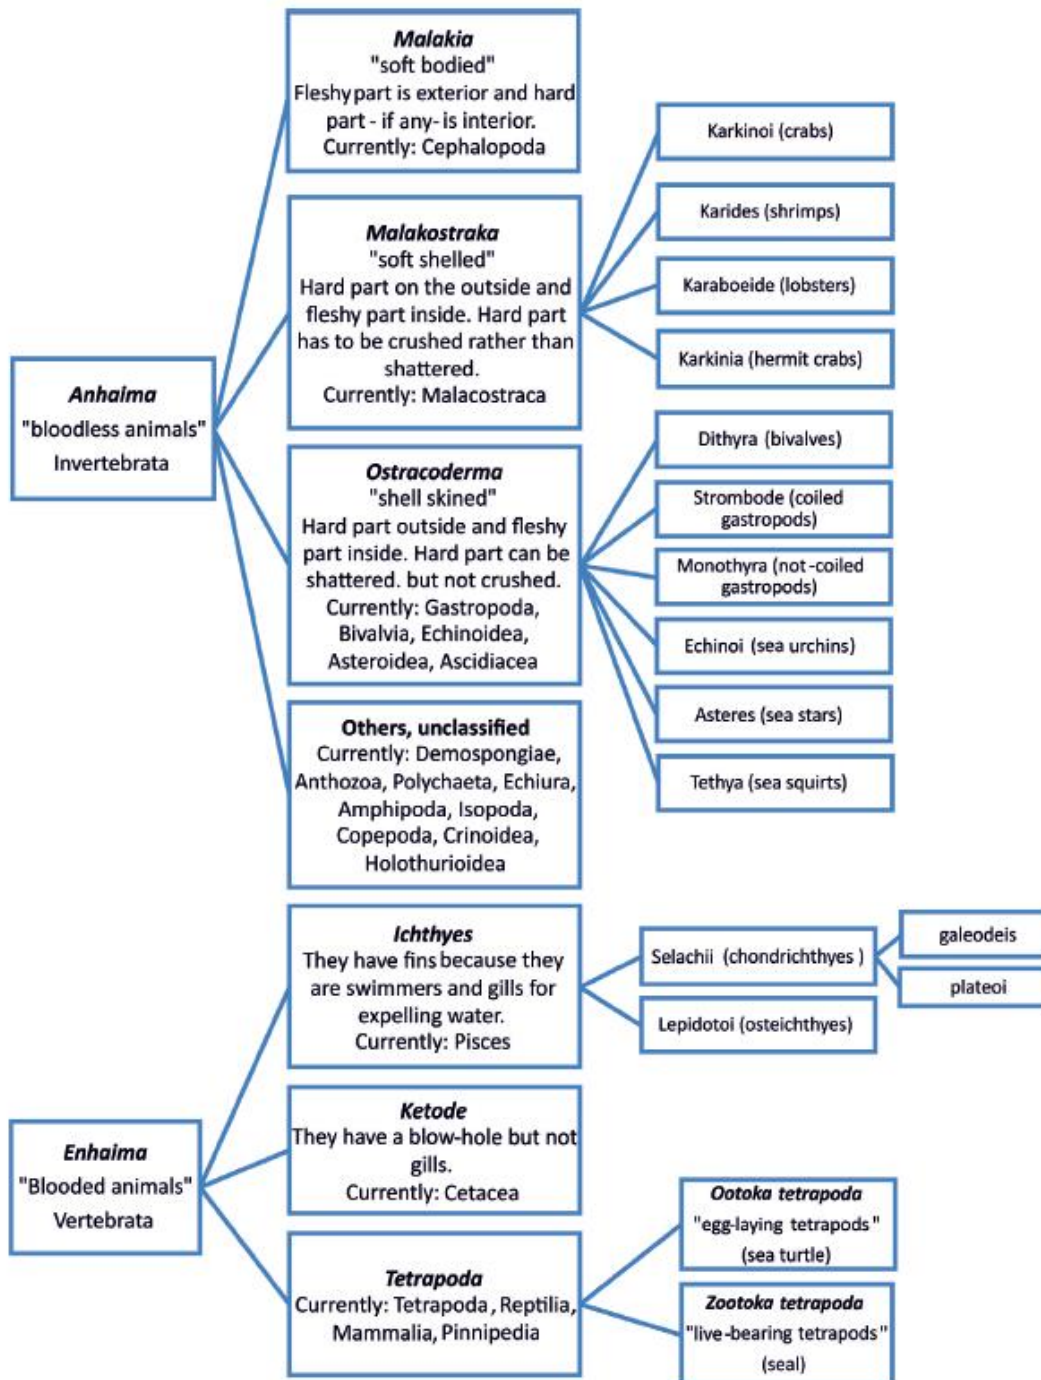 Malakia
"soft bodied"
Fleshy part is exterior and hard
part - if any- is interior.
Currently: Cephalopoda
Malakostraka
"soft shelled"
Hard part on the outside and
fleshy part inside. Hard part
has to be crushed rather than
shattered.
Currently: Malacostraca
Karkinoi (crabs)
Karides (shrimps)
Karaboeide (lobsters)
Karkinia (hermit crabs)
Anhaima
"bloodless animals"
Invertebrata
Ostracoderma
"shell skined"
Hard part outside and fleshy
part inside. Hard part can be
shattered. but not crushed.
Currently: Gastropoda,
Bivalvia, Echinoidea,
Asteroidea, Ascidiacea
Dithyra (bivalves)
Strombode (coiled
gastropods)
Monothyra (not-coiled
gastropods)
Echinoi (sea urchins)
Asteres (sea stars)
Tethya (sea squirts)
Others, unclassified
Currently: Demospongiae,
Anthozoa, Polychaeta, Echiura,
Amphipoda, Isopoda,
Copepoda, Crinoidea,
Holothurioidea
Ichthyes
They have fins because they
are swimmers and gills for
expelling water.
Currently: Pisces
Selachii (chondrichthyes )
Lepidotoi (osteichthyes)
galeodeis
plateoi
Enhaima
"Blooded animals"
Vertebrata
Ketode
They have a blow-hole but not
gills.
Currently: Cetacea
Tetrapoda
Currently: Tetrapoda, Reptilia,
Mammalia, Pinnipedia
Ootoka tetrapoda
"egg-laying tetrapods"
(sea turtle)
Zootoka tetrapoda
"live-bearing tetrapods"
(seal)